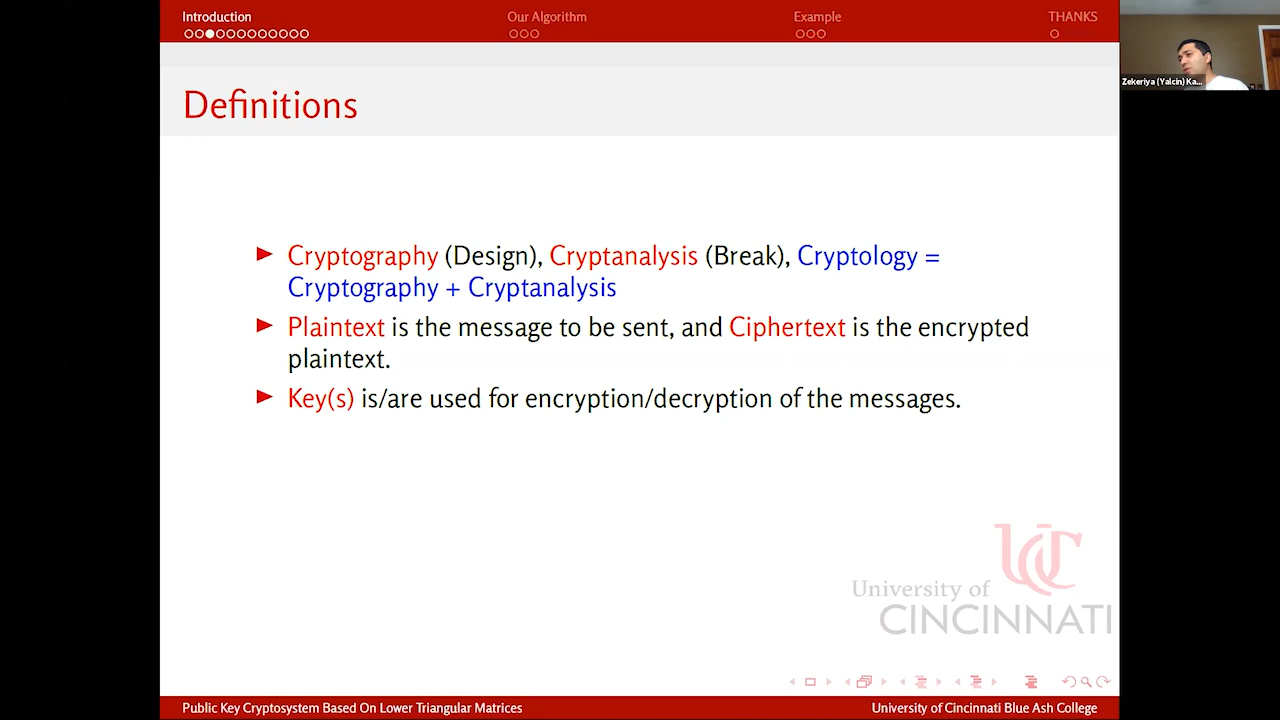 Introduction
Our Algorithm
Example
THANKS
Zekeriya (Yalcin) Ka...
Definitions
Cryptography (Design), Cryptanalysis (Break), Cryptology =
Cryptography + Cryptanalysis
Plaintext is the message to be sent, and Ciphertext is the encrypted
plaintext.
Key(s) is/are used for encryption/decryption of the messages.
UC
University of
CINCINNATI
Public Key Cryptosystem Based On Lower Triangular Matrices
University of Cincinnati Blue Ash College